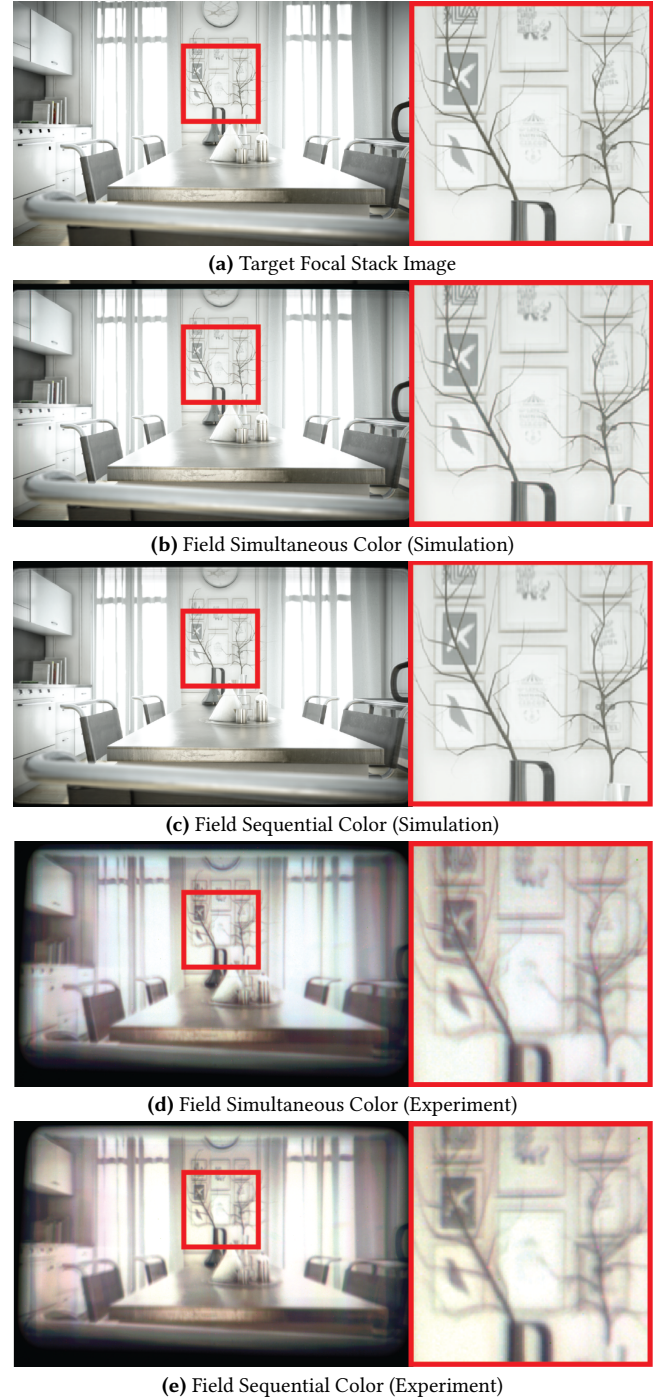 (a) Target Focal Stack Image
(b) Field Simultaneous Color (Simulation)
(c) Field Sequential Color (Simulation)
(d) Field Simultaneous Color (Experiment)
(e) Field Sequential Color (Experiment)